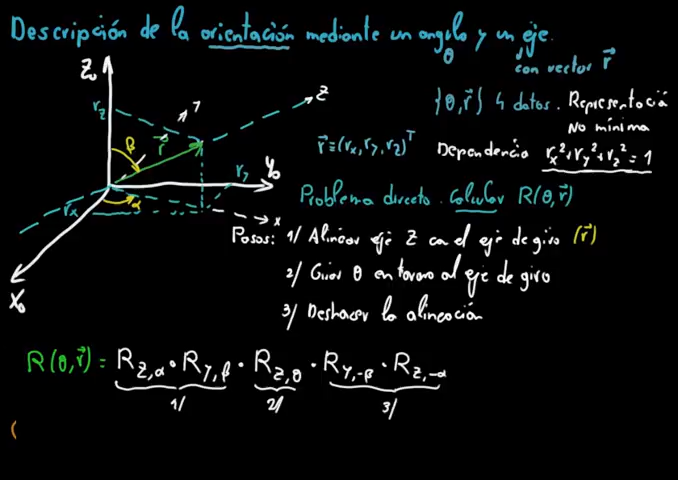 Descripción de la orientación mediante un angulo y un eje.
θ
con vector r⃗
Z₀
r_z
β
r⃗
Y
Z
{θ, r⃗} 4 datos. Representació
No mínima
r⃗ ≡ (r_x, r_y, r_z)^T
Dependencia r_x² + r_y² + r_z² = 1
r_y
Y₀
r_x
α
X
X₀
Problema directo. Calcular R(θ, r⃗)
Pasos: 1/ Alinear eje Z con el eje de giro (r⃗)
2/ Girar θ en torno al eje de giro
3/ Deshacer la alineación
R(θ, r⃗) = R_{Z,α} · R_{Y,β} · R_{Z,θ} · R_{Y,-β} · R_{Z,-α}
1/ 2/ 3/
(